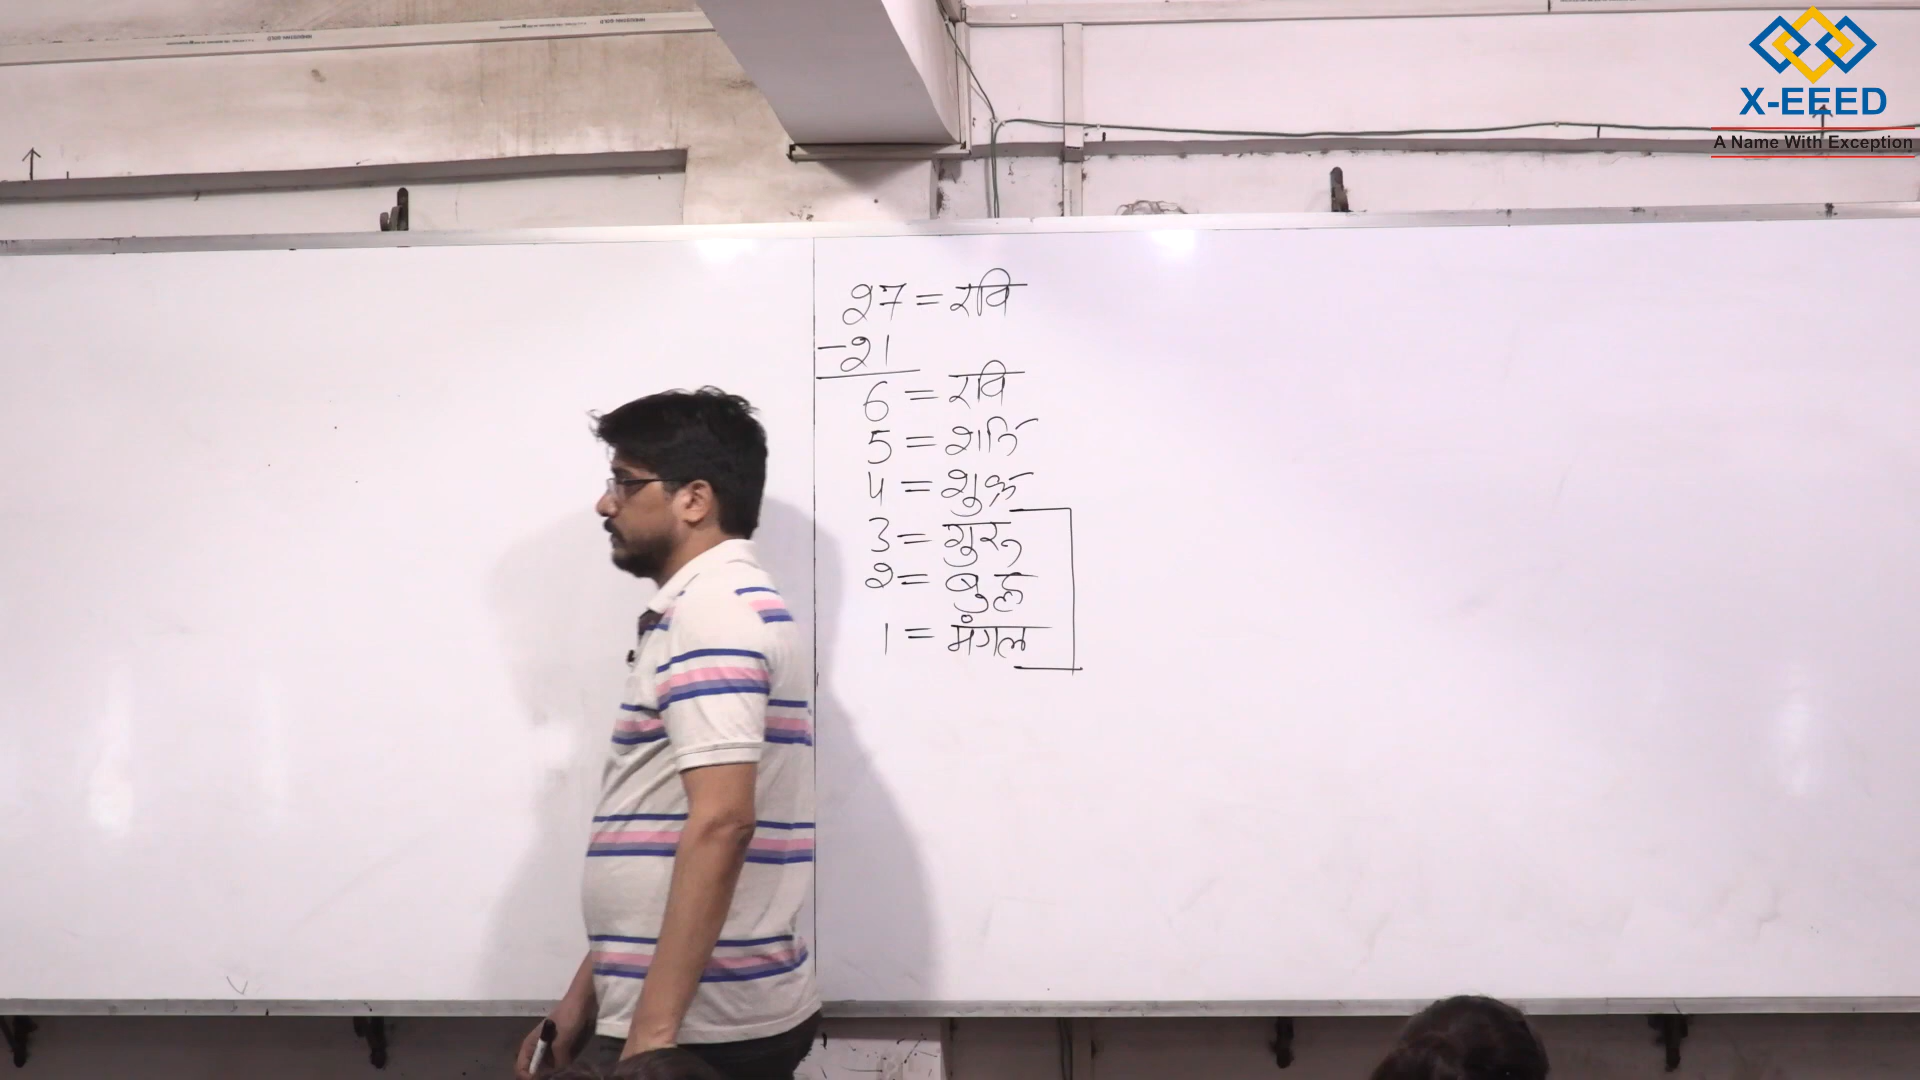 X-EEED
A Name With Exception
27 = रवि
-21
6 = रवि
5 = शनि
4 = शुक्र
3 = गुरु
2 = बुध
1 = मंगल